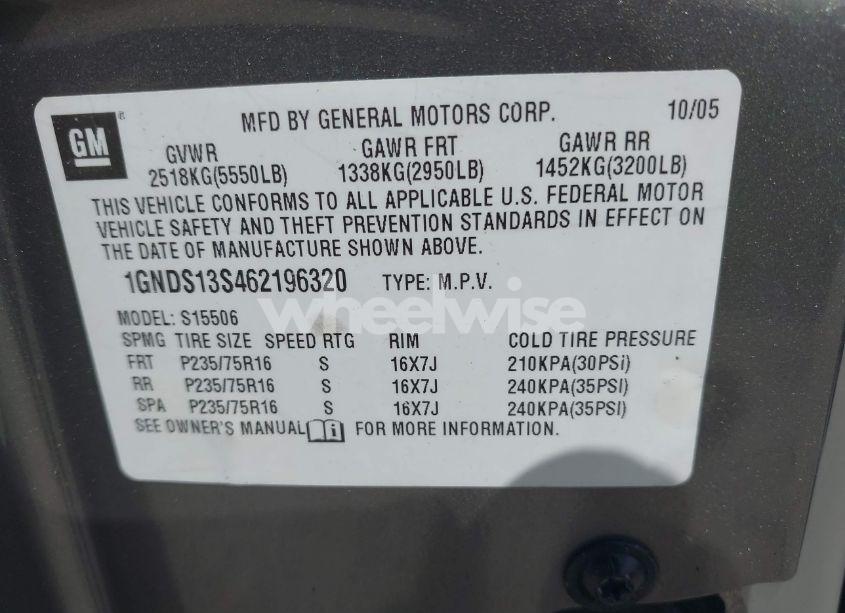 GM ®
MFD BY GENERAL MOTORS CORP. 10/05
GVWR GAWR FRT GAWR RR
2518KG(5550LB) 1338KG(2950LB) 1452KG(3200LB)
THIS VEHICLE CONFORMS TO ALL APPLICABLE U.S. FEDERAL MOTOR
VEHICLE SAFETY AND THEFT PREVENTION STANDARDS IN EFFECT ON
THE DATE OF MANUFACTURE SHOWN ABOVE.
1GNDS13S462196320 TYPE: M.P.V.
wheelwise
MODEL: S15506
SPMG TIRE SIZE SPEED RTG RIM COLD TIRE PRESSURE
FRT P235/75R16 S 16X7J 210KPA(30PSi)
RR P235/75R16 S 16X7J 240KPA(35PSI)
SPA P235/75R16 S 16X7J 240KPA(35PSI)
SEE OWNER'S MANUAL FOR MORE INFORMATION.